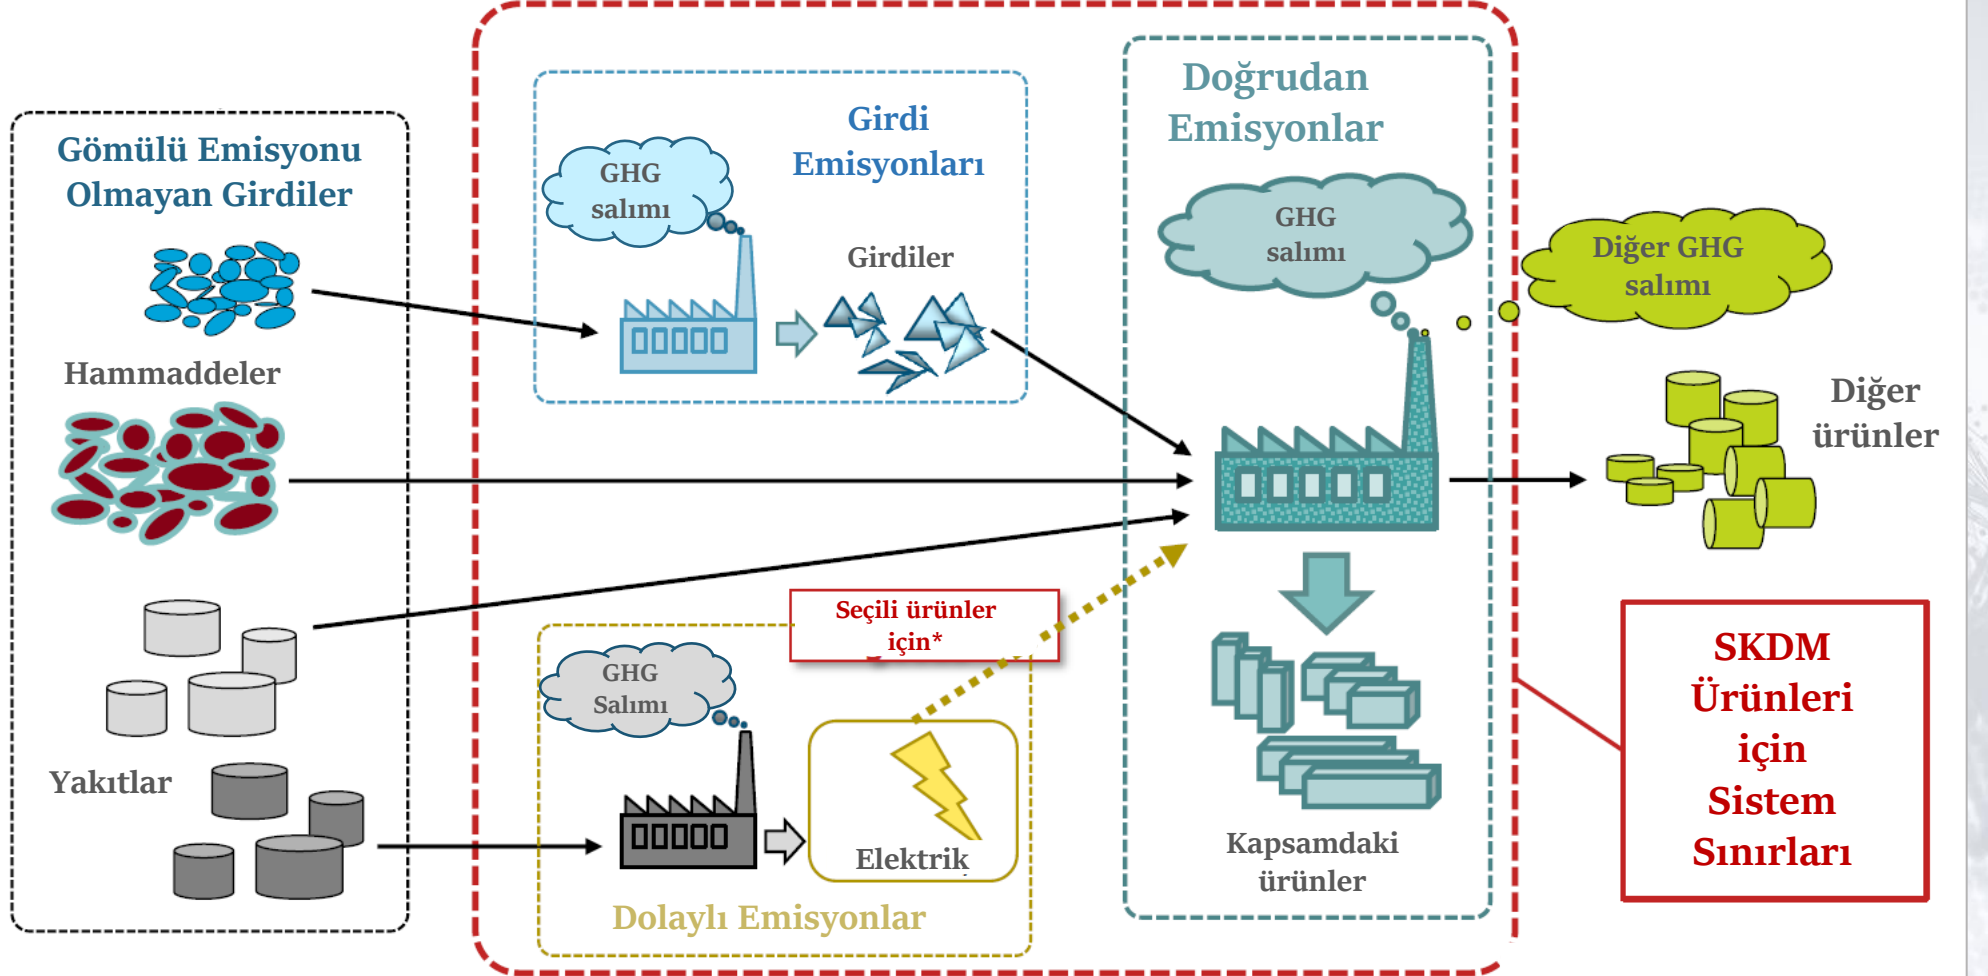 Gömülü Emisyonu
Olmayan Girdiler
Hammaddeler
Yakıtlar
Girdi
Emisyonları
GHG
salımı
Girdiler
Seçili ürünler
için*
GHG
Salımı
Elektrik
Dolaylı Emisyonlar
Doğrudan
Emisyonlar
GHG
salımı
Kapsamdaki
ürünler
Diğer GHG
salımı
Diğer
ürünler
SKDM
Ürünleri
için
Sistem
Sınırları